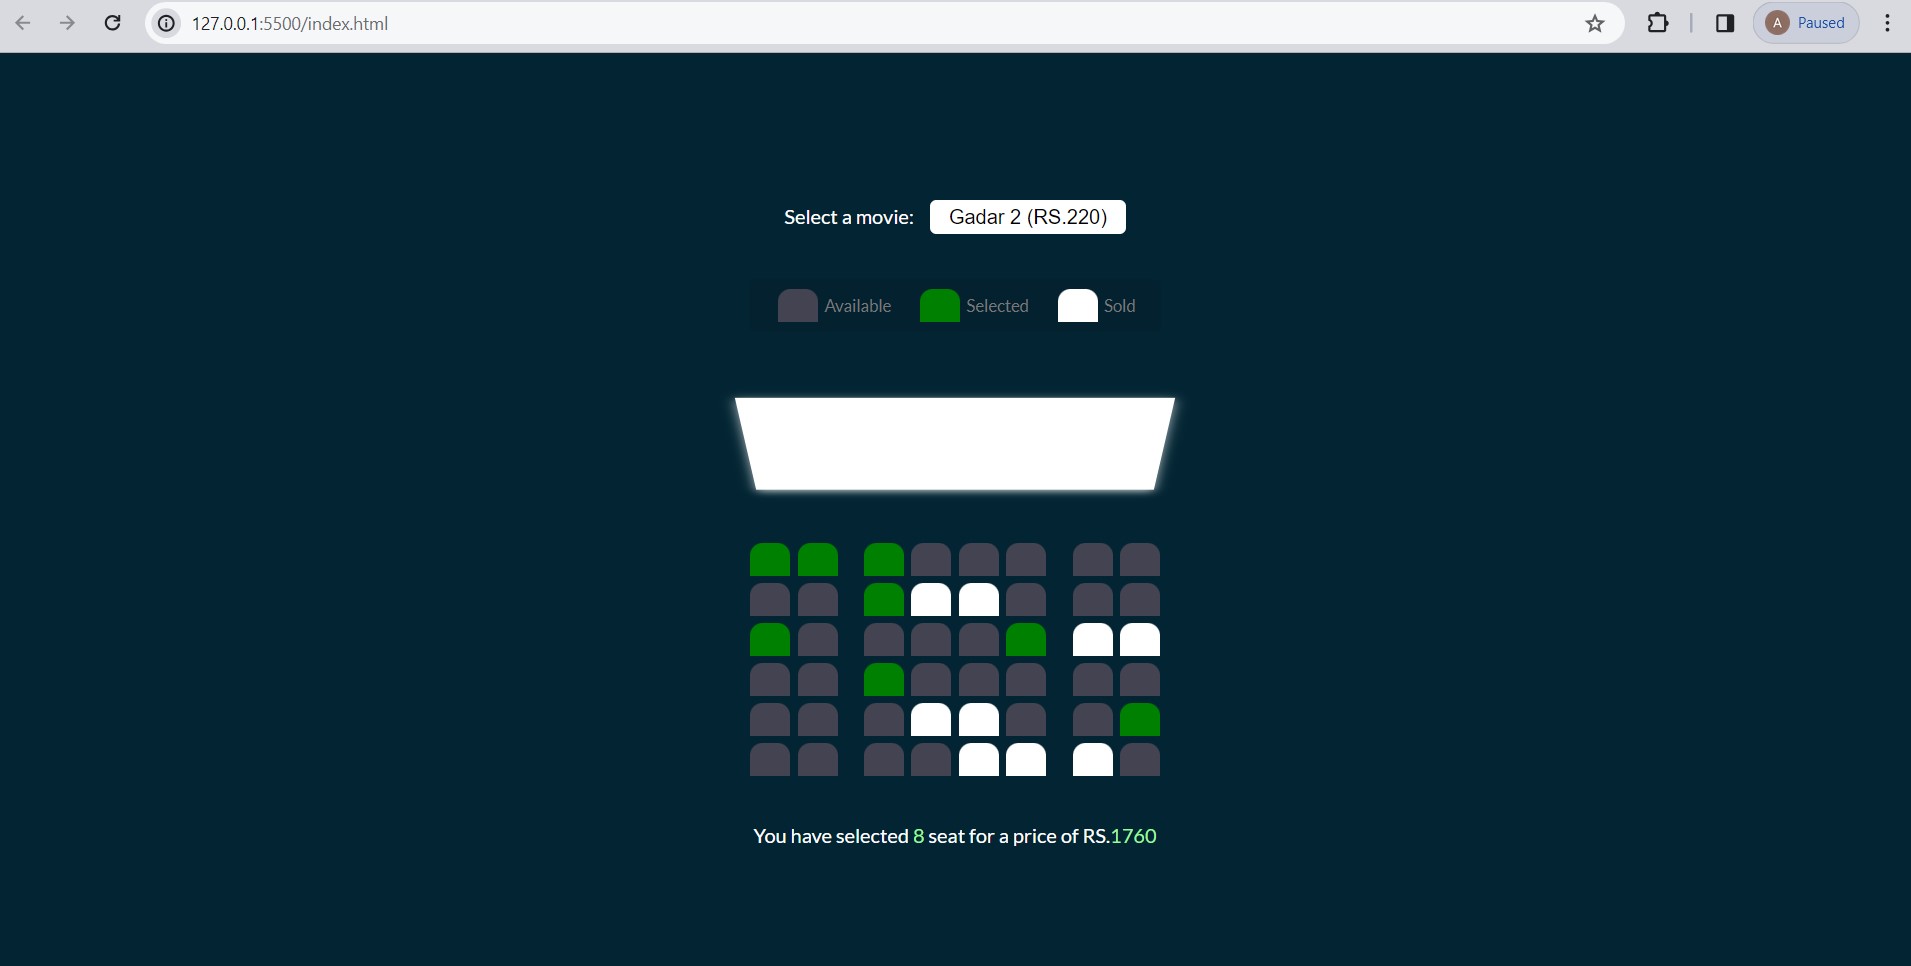 127.0.0.1:5500/index.html
A Paused
Select a movie: Gadar 2 (RS.220)
Available Selected Sold
You have selected 8 seat for a price of RS.1760